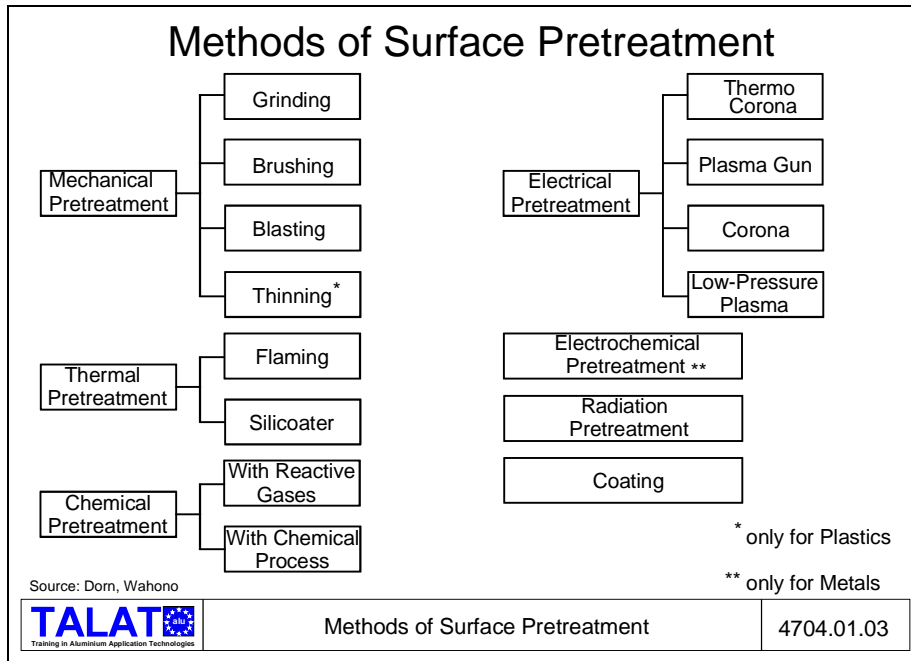 Methods of Surface Pretreatment
Mechanical
Pretreatment
Grinding
Brushing
Blasting
Thinning*
Thermal
Pretreatment
Flaming
Silicoater
Chemical
Pretreatment
With Reactive
Gases
With Chemical
Process
Electrical
Pretreatment
Thermo
Corona
Plasma Gun
Corona
Low-Pressure
Plasma
Electrochemical
Pretreatment **
Radiation
Pretreatment
Coating
* only for Plastics
** only for Metals
Source: Dorn, Wahono
TALAT
alu
Training in Aluminium Application Technologies
Methods of Surface Pretreatment
4704.01.03